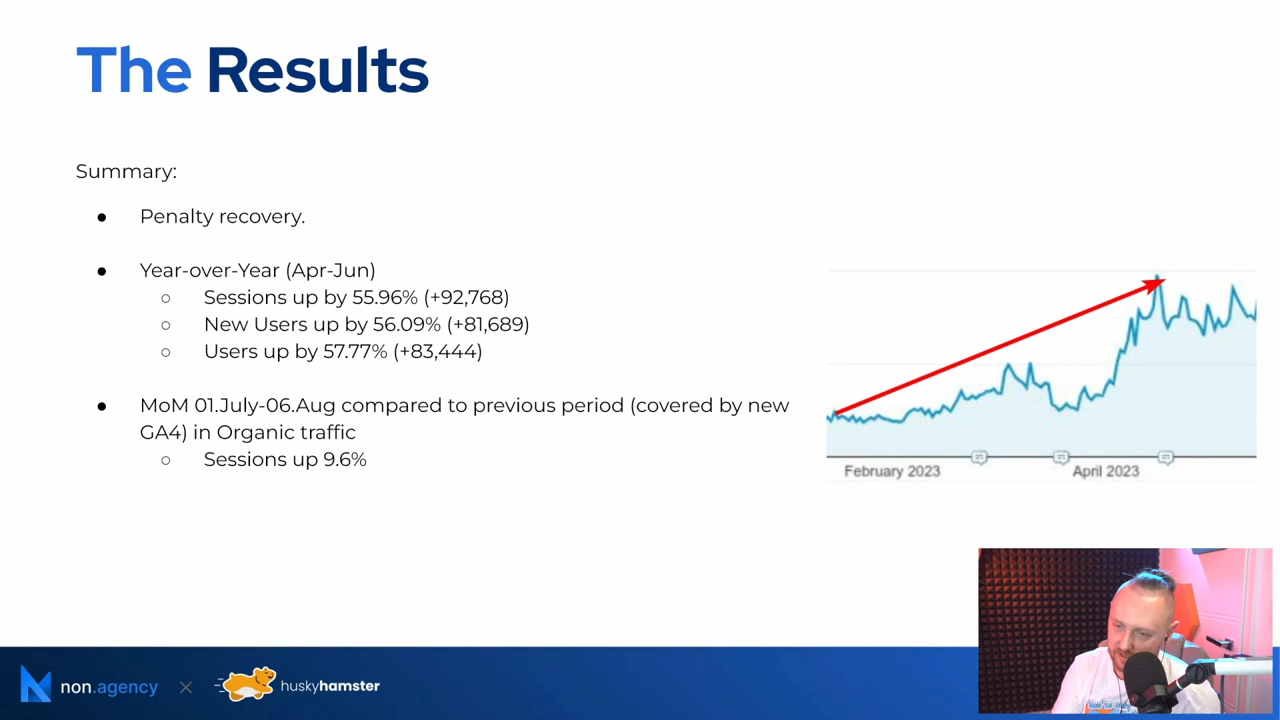 The Results
Summary:
● Penalty recovery.
● Year-over-Year (Apr-Jun)
○ Sessions up by 55.96% (+92,768)
○ New Users up by 56.09% (+81,689)
○ Users up by 57.77% (+83,444)
● MoM 01.July-06.Aug compared to previous period (covered by new
GA4) in Organic traffic
○ Sessions up 9.6%
February 2023 April 2023
non.agency × huskyhamster